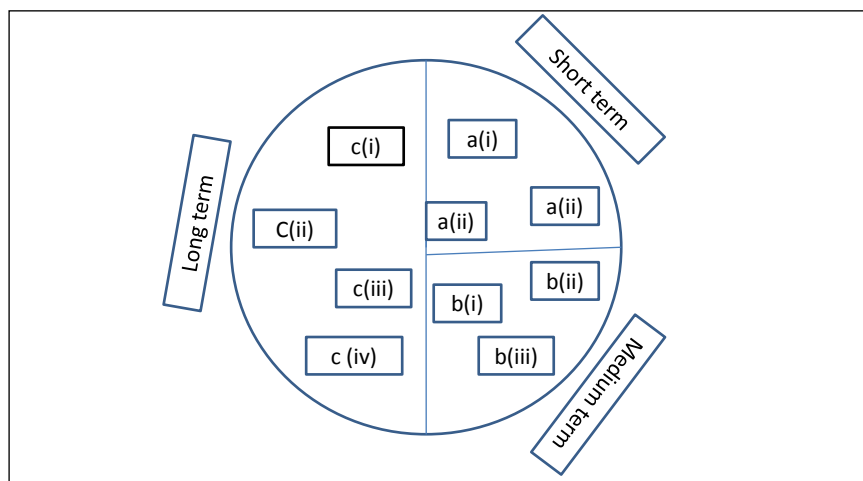 Short term
c(i)
a(i)
Long term
C(ii)
a(ii)
a(ii)
c(iii)
b(i)
b(ii)
c (iv)
b(iii)
Medium term